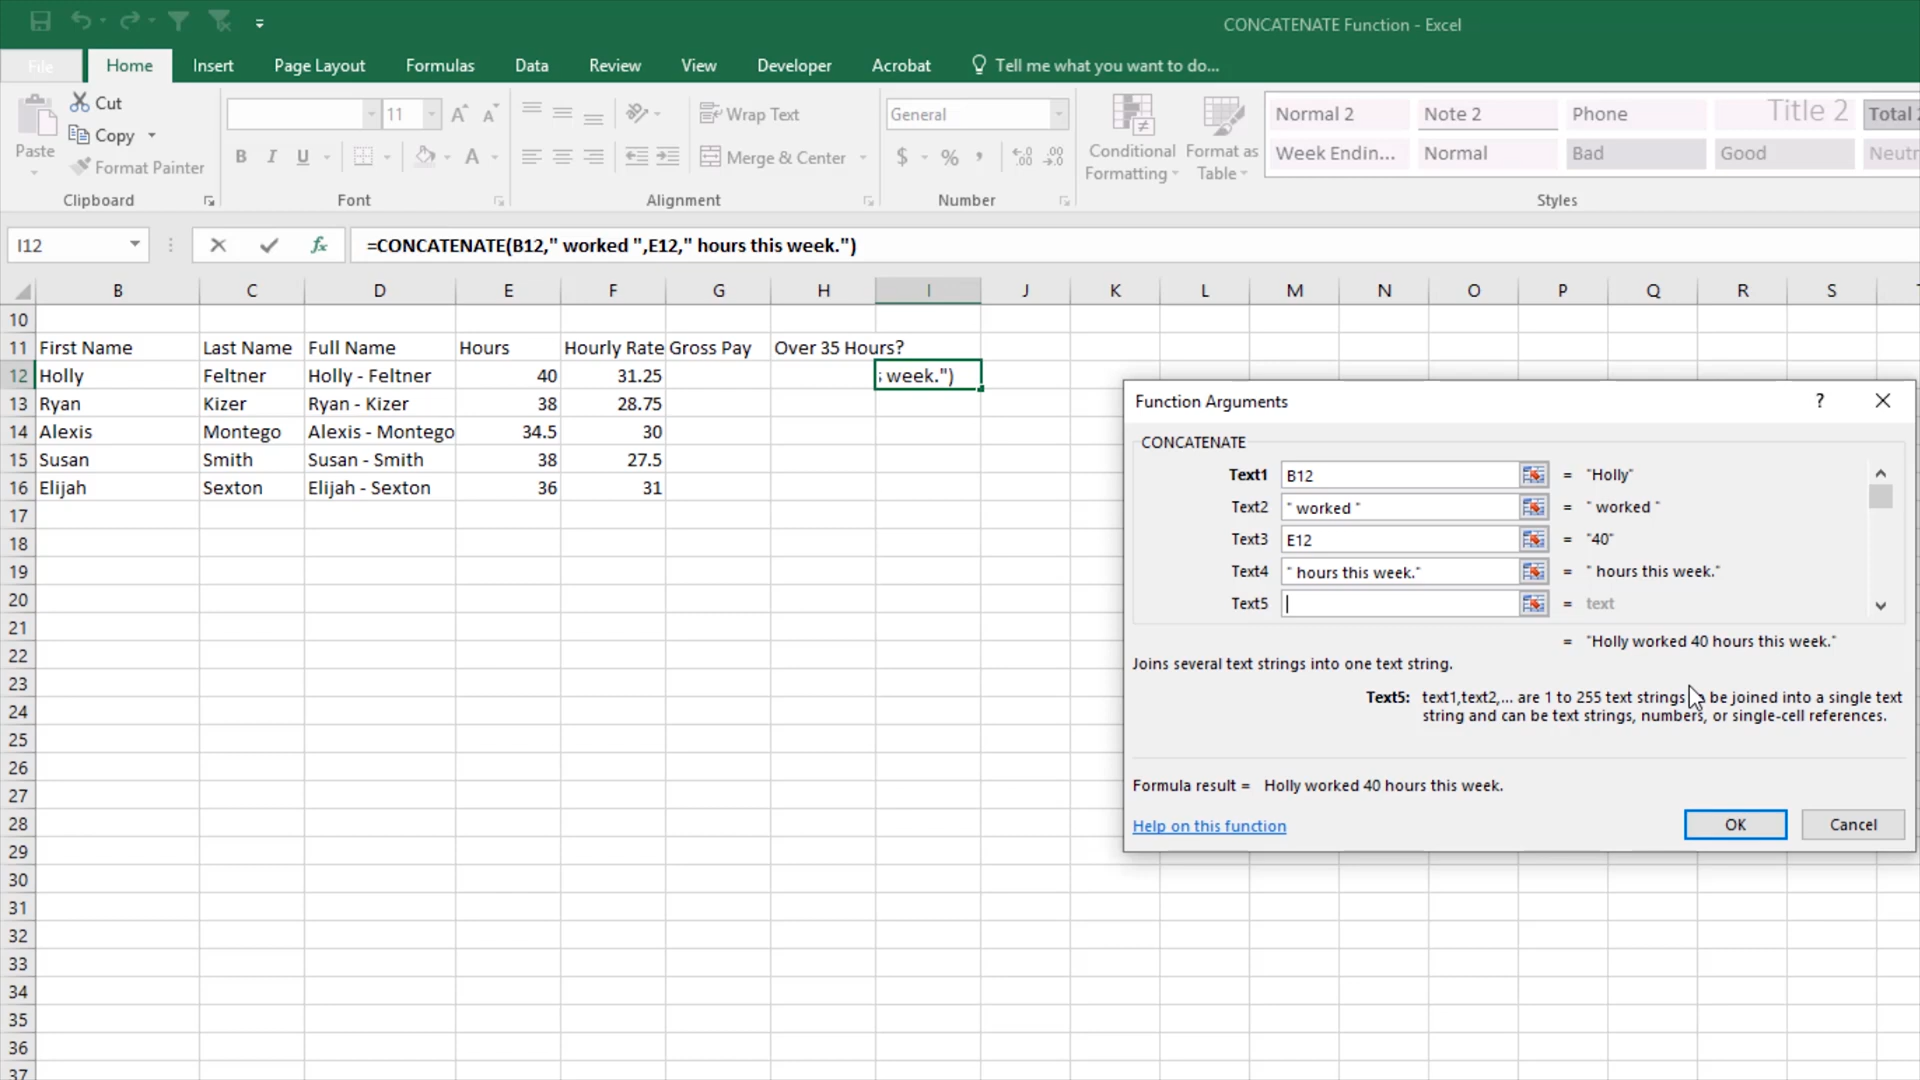 CONCATENATE Function - Excel
File Home Insert Page Layout Formulas Data Review View Developer Acrobat Tell me what you want to do...
Cut
Copy
Paste
Format Painter
Clipboard
11
B I U A
Font
Wrap Text
Merge & Center
Alignment
General
$ % ,
Number
Conditional Formatting
Format as Table
Normal 2 Note 2 Phone Title 2 Total
Week Endin... Normal Bad Good Neutr
Styles
I12 fx =CONCATENATE(B12," worked ",E12," hours this week.")
B C D E F G H I J K L M N O P Q R S
10
11 First Name Last Name Full Name Hours Hourly Rate Gross Pay Over 35 Hours?
12 Holly Feltner Holly - Feltner 40 31.25 week.")
13 Ryan Kizer Ryan - Kizer 38 28.75
14 Alexis Montego Alexis - Montego 34.5 30
15 Susan Smith Susan - Smith 38 27.5
16 Elijah Sexton Elijah - Sexton 36 31
17
18
19
20
21
22
23
24
25
26
27
28
29
30
31
32
33
34
35
36
37
Function Arguments ?
CONCATENATE
Text1 B12 = "Holly"
Text2 " worked " = " worked "
Text3 E12 = "40"
Text4 " hours this week." = " hours this week."
Text5 = text
= "Holly worked 40 hours this week."
Joins several text strings into one text string.
Text5: text1,text2,... are 1 to 255 text strings be joined into a single text
string and can be text strings, numbers, or single-cell references.
Formula result = Holly worked 40 hours this week.
Help on this function
OK Cancel